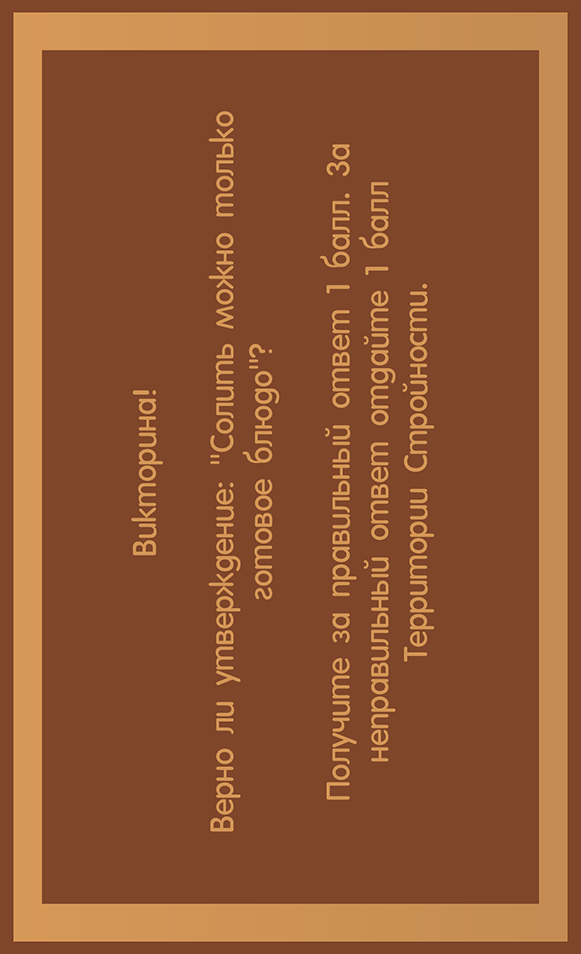 Викторина!
Верно ли утверждение: "Солить можно только
готовое блюдо"?
Получите за правильный ответ 1 балл. За
неправильный ответ отдайте 1 балл
Территории Стройности.